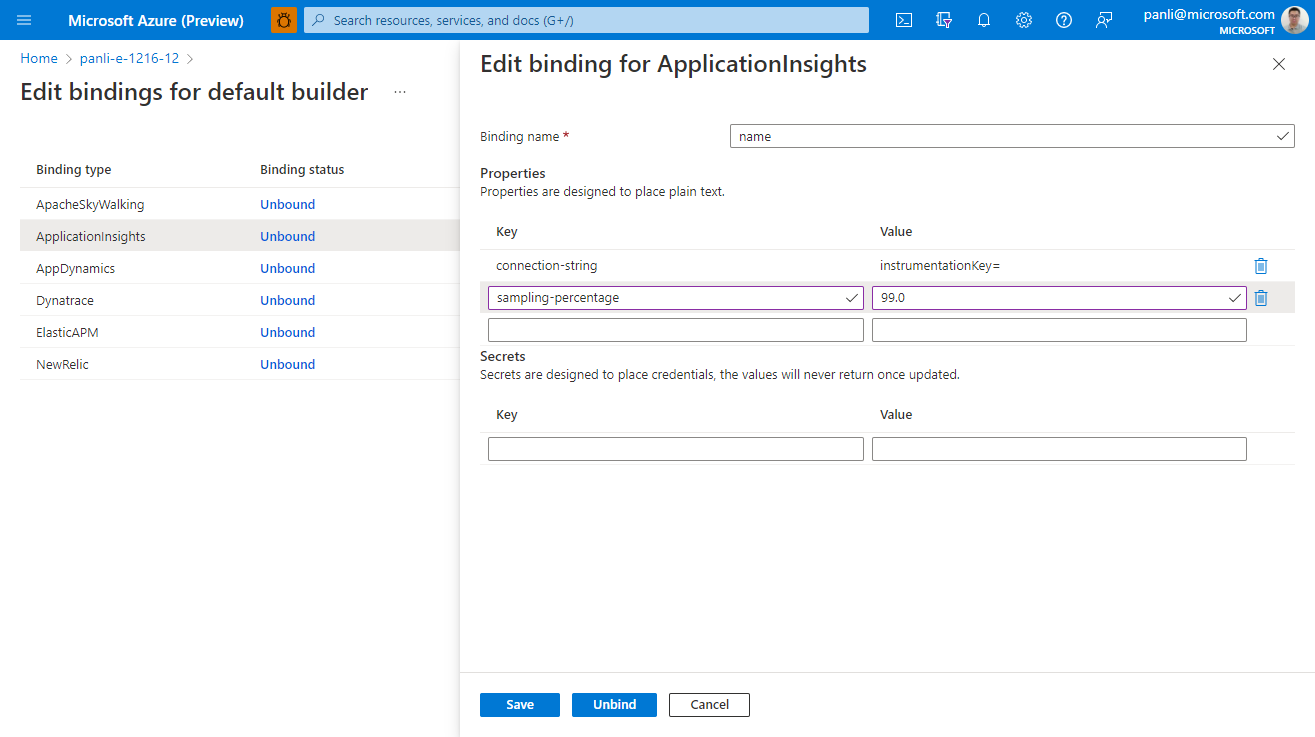 Microsoft Azure (Preview)
Search resources, services, and docs (G+/)
panli@microsoft.com
MICROSOFT
Home > panli-e-1216-12 >
Edit bindings for default builder ...
Binding type Binding status
ApacheSkyWalking Unbound
ApplicationInsights Unbound
AppDynamics Unbound
Dynatrace Unbound
ElasticAPM Unbound
NewRelic Unbound
Edit binding for ApplicationInsights
Binding name * name
Properties
Properties are designed to place plain text.
Key Value
connection-string instrumentationKey=
sampling-percentage 99.0
Secrets
Secrets are designed to place credentials, the values will never return once updated.
Key Value
Save Unbind Cancel